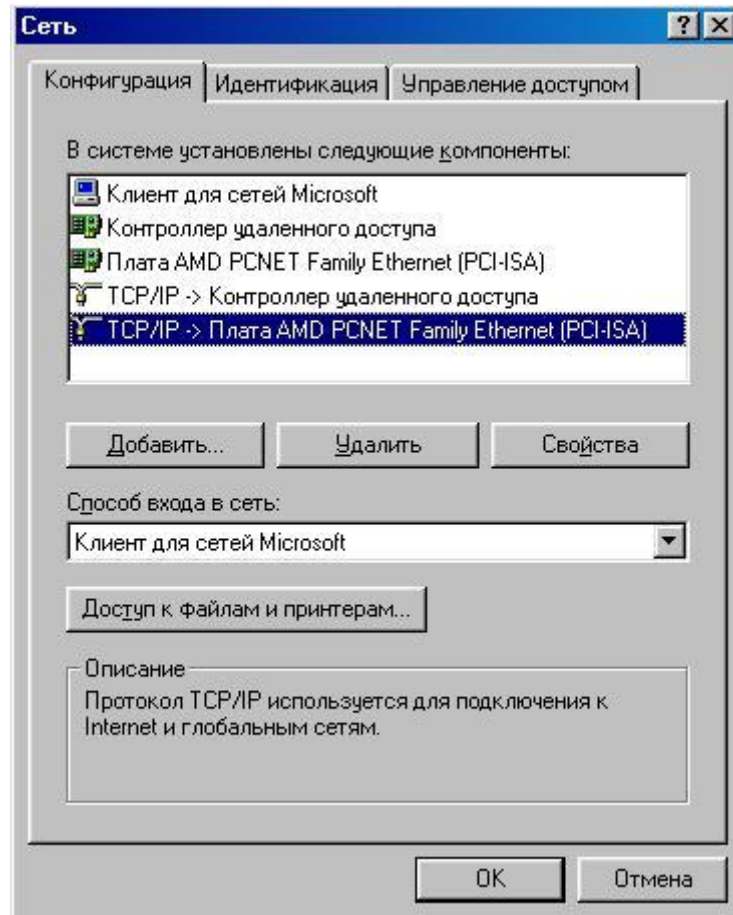 Сеть
Конфигурация Идентификация Управление доступом
В системе установлены следующие компоненты:
Клиент для сетей Microsoft
Контроллер удаленного доступа
Плата AMD PCNET Family Ethernet (PCI-ISA)
TCP/IP -> Контроллер удаленного доступа
TCP/IP -> Плата AMD PCNET Family Ethernet (PCI-ISA)
Добавить... Удалить Свойства
Способ входа в сеть:
Клиент для сетей Microsoft
Доступ к файлам и принтерам...
Описание
Протокол TCP/IP используется для подключения к
Internet и глобальным сетям.
OK Отмена